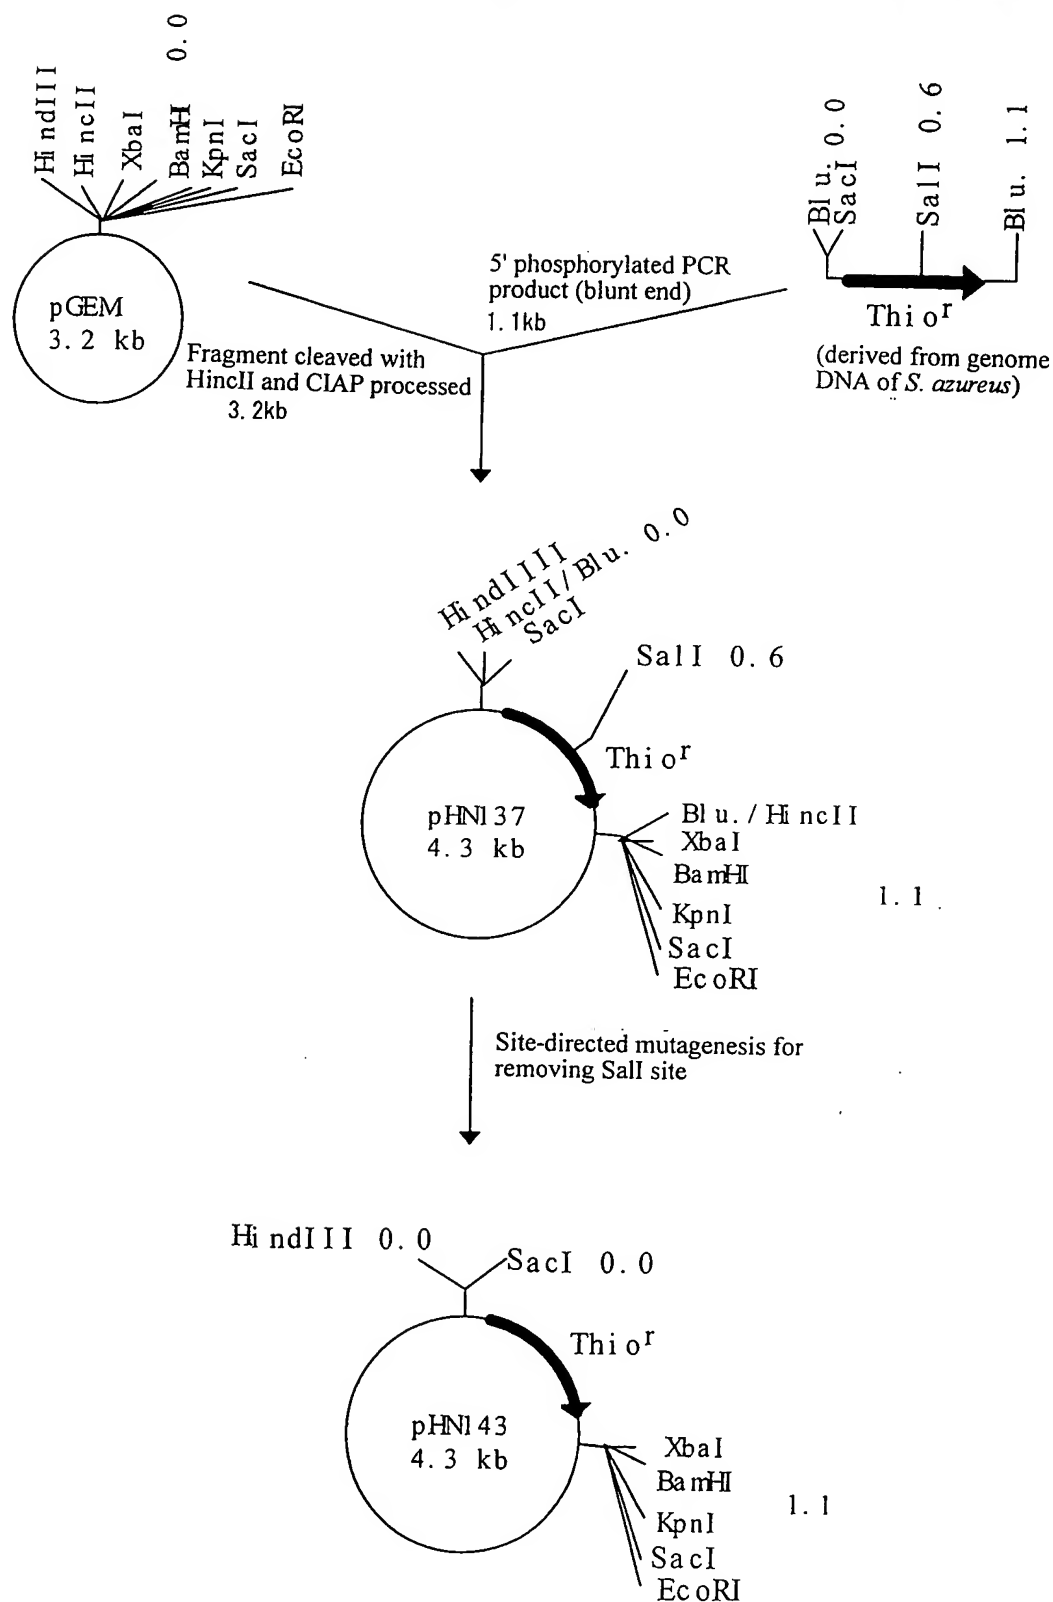 HindIII
HincII
XbaI
BamHI 0.0
KpnI
SacI
EcoRI
pGEM
3.2 kb
Fragment cleaved with
HincII and CIAP processed
3.2kb
5' phosphorylated PCR
product (blunt end)
1.1kb
Blu. 0.0
SacI
SalI 0.6
Blu. 1.1
Thioʳ
(derived from genome
DNA of S. azureus)
HindIIII
HincII/Blu. 0.0
SacI
SalI 0.6
Thioʳ
pHN137
4.3 kb
Blu./HincII
XbaI
BamHI
1.1
KpnI
SacI
EcoRI
Site-directed mutagenesis for
removing SalI site
HindIII 0.0
SacI 0.0
Thioʳ
pHN143
4.3 kb
XbaI
BamHI
1.1
KpnI
SacI
EcoRI